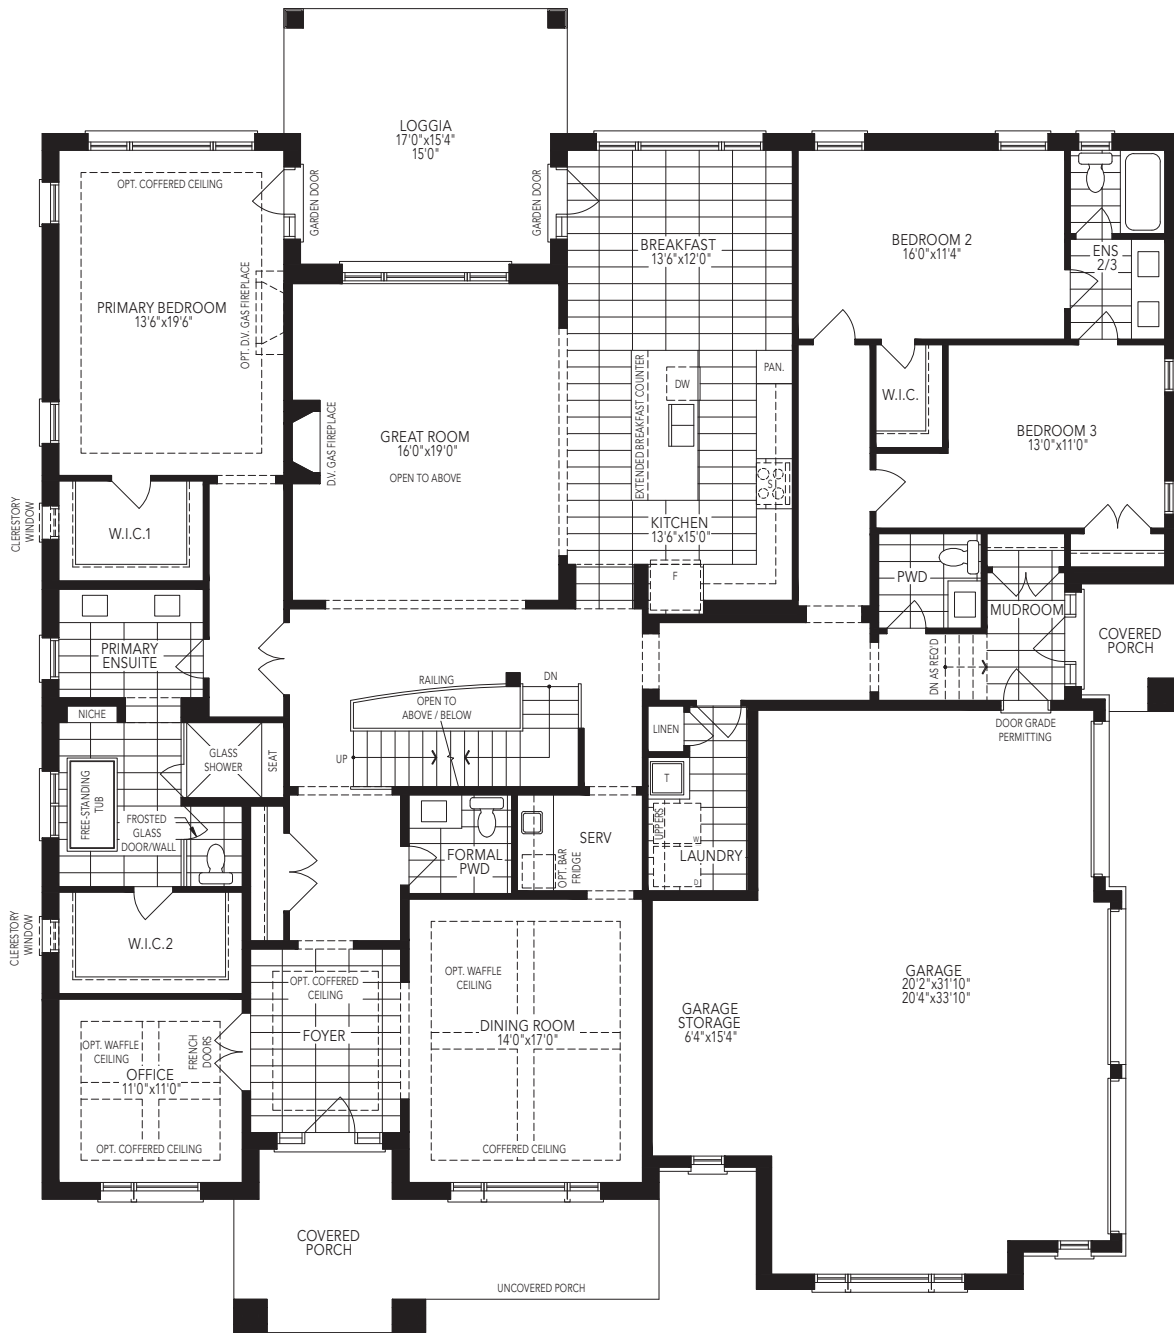 LOGGIA
17'0"x15'4"
15'0"
OPT. COFFERED CEILING
GARDEN DOOR
GARDEN DOOR
BREAKFAST
13'6"x12'0"
BEDROOM 2
16'0"x11'4"
ENS
2/3
PRIMARY BEDROOM
13'6"x19'6"
OPT. D.V. GAS FIREPLACE
EXTENDED BREAKFAST COUNTER
DW
PAN.
W.I.C.
GREAT ROOM
16'0"x19'0"
OPEN TO ABOVE
D.V. GAS FIREPLACE
BEDROOM 3
13'0"x11'0"
S
CLERESTORY
WINDOW
W.I.C.1
KITCHEN
13'6"x15'0"
F
PWD
MUDROOM
COVERED
PORCH
PRIMARY
ENSUITE
DN AS REQ'D
RAILING
DN
OPEN TO
ABOVE / BELOW
UP
NICHE
LINEN
DOOR GRADE
PERMITTING
GLASS
SHOWER
SEAT
FREE-STANDING
TUB
T
FROSTED
GLASS
DOOR/WALL
UPPERS
W
D
LAUNDRY
FORMAL
PWD
SERV
OPT. BAR
FRIDGE
CLERESTORY
WINDOW
W.I.C.2
OPT. COFFERED
CEILING
FOYER
OPT. WAFFLE
CEILING
DINING ROOM
14'0"x17'0"
COFFERED CEILING
GARAGE
20'2"x31'10"
20'4"x33'10"
GARAGE
STORAGE
6'4"x15'4"
OPT. WAFFLE
CEILING
FRENCH
DOORS
OFFICE
11'0"x11'0"
OPT. COFFERED CEILING
COVERED
PORCH
UNCOVERED PORCH